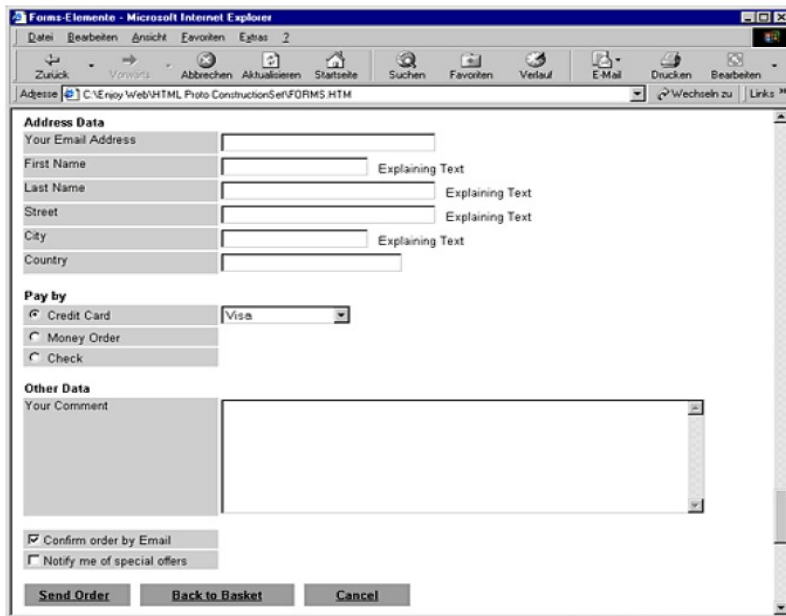 Forms-Elemente - Microsoft Internet Explorer
Datei Bearbeiten Ansicht Favoriten Extras ?
Zurück Vorwärts Abbrechen Aktualisieren Startseite Suchen Favoriten Verlauf E-Mail Drucken Bearbeiten
Adresse C:\Enjoy Web\HTML Proto ConstructionSet\FORMS.HTM Wechseln zu Links »
Address Data
Your Email Address
First Name Explaining Text
Last Name Explaining Text
Street Explaining Text
City Explaining Text
Country
Pay by
Credit Card Visa
Money Order
Check
Other Data
Your Comment
Confirm order by Email
Notify me of special offers
Send Order Back to Basket Cancel